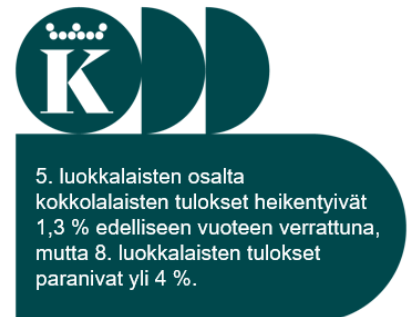 K
5. luokkalaisten osalta
kokkolalaisten tulokset heikentyivät
1,3 % edelliseen vuoteen verrattuna,
mutta 8. luokkalaisten tulokset
paranivat yli 4 %.